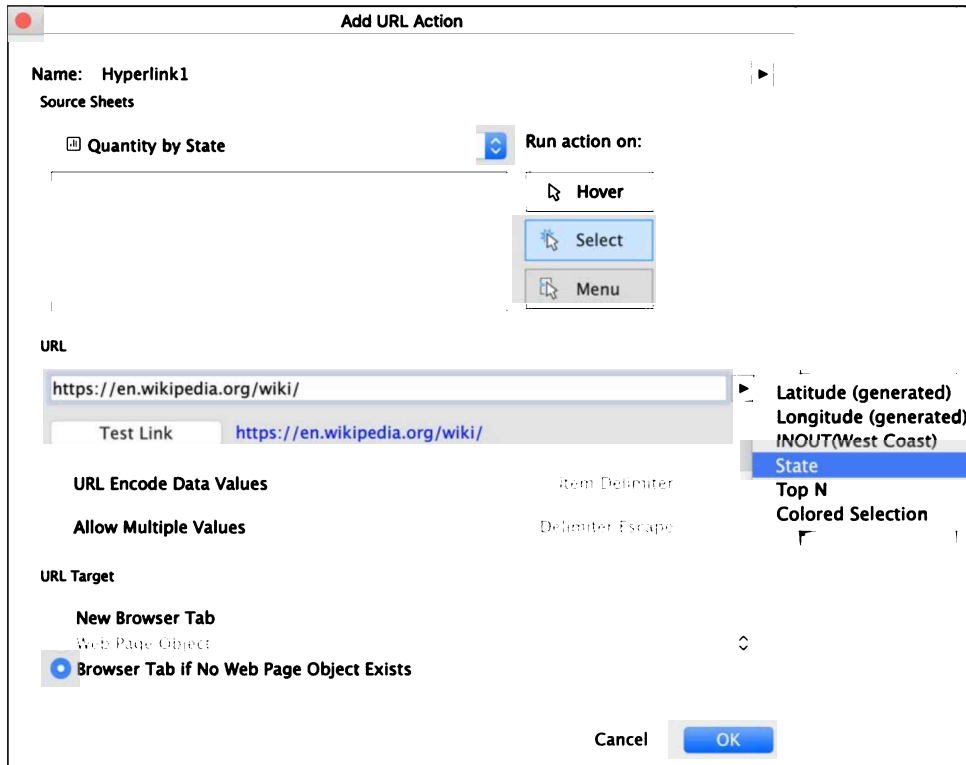 Add URL Action
Name: Hyperlink1
Source Sheets
Quantity by State
Run action on:
Hover
Select
Menu
URL
https://en.wikipedia.org/wiki/
Test Link https://en.wikipedia.org/wiki/
Latitude (generated)
Longitude (generated)
INOUT(West Coast)
State
Top N
Colored Selection
URL Encode Data Values Item Delimiter
Allow Multiple Values Delimiter Escape
URL Target
New Browser Tab
Web Page Object
Browser Tab if No Web Page Object Exists
Cancel OK